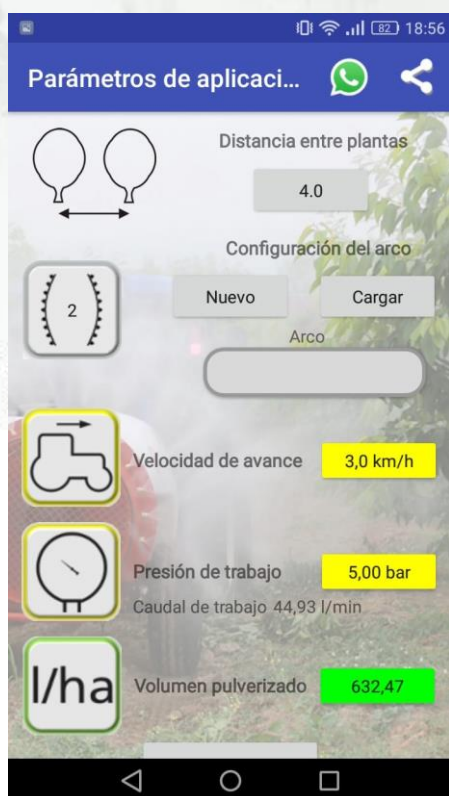 82 18:56
Parámetros de aplicaci...
Distancia entre plantas
4.0
Configuración del arco
2
Nuevo Cargar
Arco
Velocidad de avance 3,0 km/h
Presión de trabajo 5,00 bar
Caudal de trabajo 44,93 l/min
l/ha Volumen pulverizado 632,47